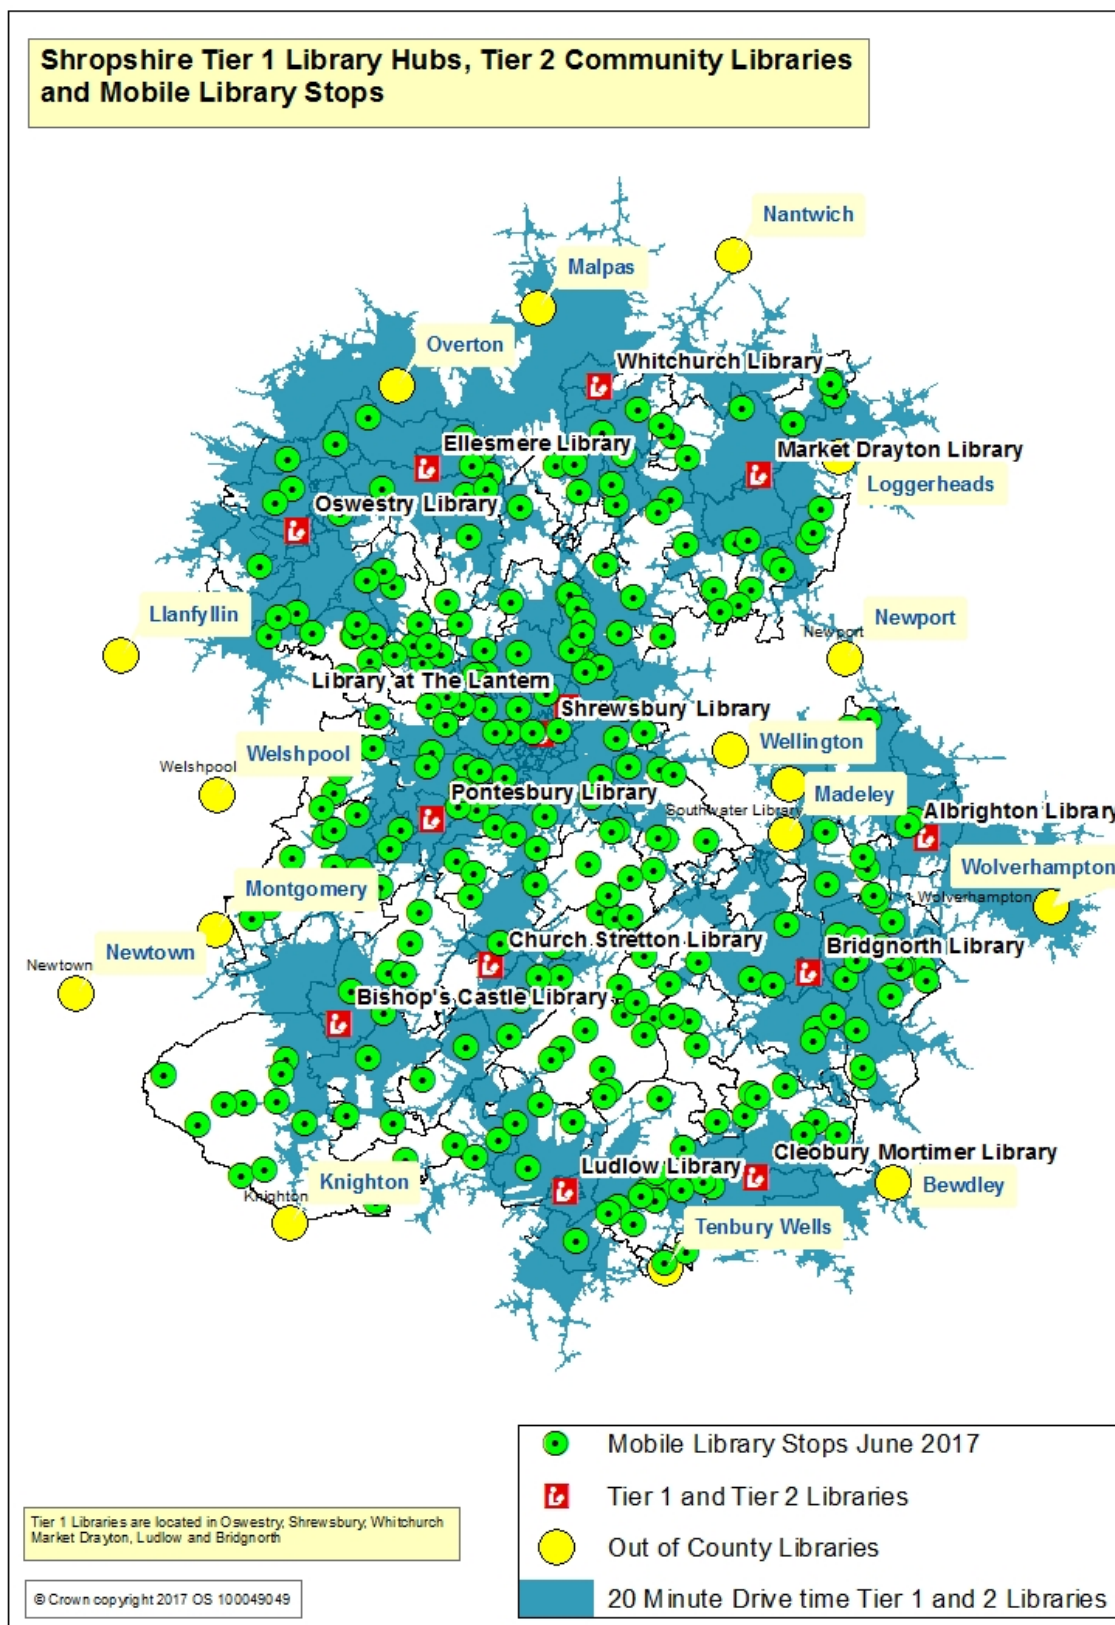 Shropshire Tier 1 Library Hubs, Tier 2 Community Libraries
and Mobile Library Stops
Nantwich
Malpas
Overton
Whitchurch Library
Ellesmere Library
Market Drayton Library
Loggerheads
Oswestry Library
Llanfyllin
Newport
Newport
Library at The Lantern
Shrewsbury Library
Wellington
Welshpool
Welshpool
Pontesbury Library
Madeley
Southwater Library
Albrighton Library
Wolverhampton
Wolverhampton
Montgomery
Newtown
Newtown
Church Stretton Library
Bridgnorth Library
Bishop's Castle Library
Cleobury Mortimer Library
Ludlow Library
Knighton
Knighton
Bewdley
Tenbury Wells
Mobile Library Stops June 2017
Tier 1 and Tier 2 Libraries
Out of County Libraries
20 Minute Drive time Tier 1 and 2 Libraries
Tier 1 Libraries are located in Oswestry, Shrewsbury, Whitchurch
Market Drayton, Ludlow and Bridgnorth
© Crown copyright 2017 OS 100049049